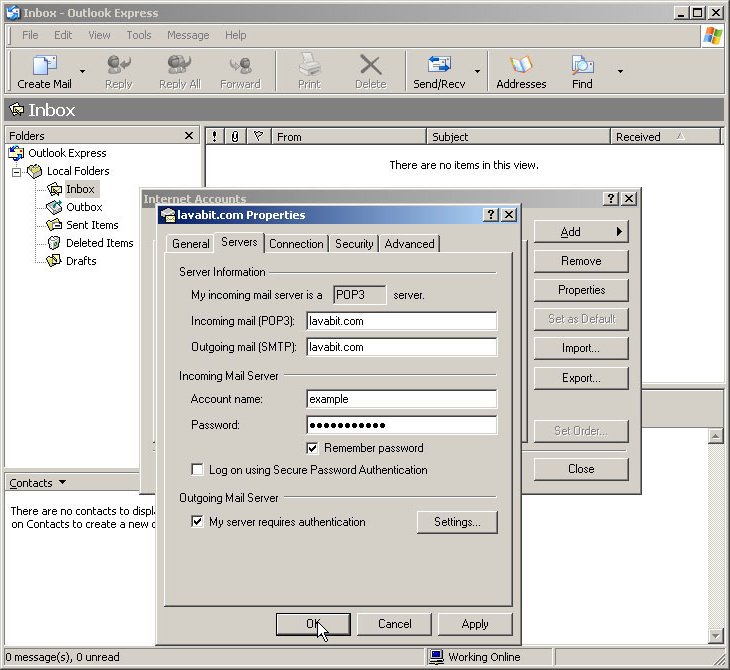 Inbox - Outlook Express
File Edit View Tools Message Help
Create Mail Reply Reply All Forward Print Delete Send/Recv Addresses Find
Inbox
Folders
! From Subject Received
Outlook Express
There are no items in this view.
Local Folders
Inbox
Outbox
Sent Items
Deleted Items
Drafts
Contacts
There are no contacts to displ
on Contacts to create a new c
Internet Accounts
Add
Remove
Properties
Set as Default
Import...
Export...
Set Order...
Close
lavabit.com Properties
General Servers Connection Security Advanced
Server Information
My incoming mail server is a POP3 server.
Incoming mail (POP3): lavabit.com
Outgoing mail (SMTP): lavabit.com
Incoming Mail Server
Account name: example
Password: ●●●●●●●●●●●
Remember password
Log on using Secure Password Authentication
Outgoing Mail Server
My server requires authentication Settings...
OK Cancel Apply
0 message(s), 0 unread Working Online